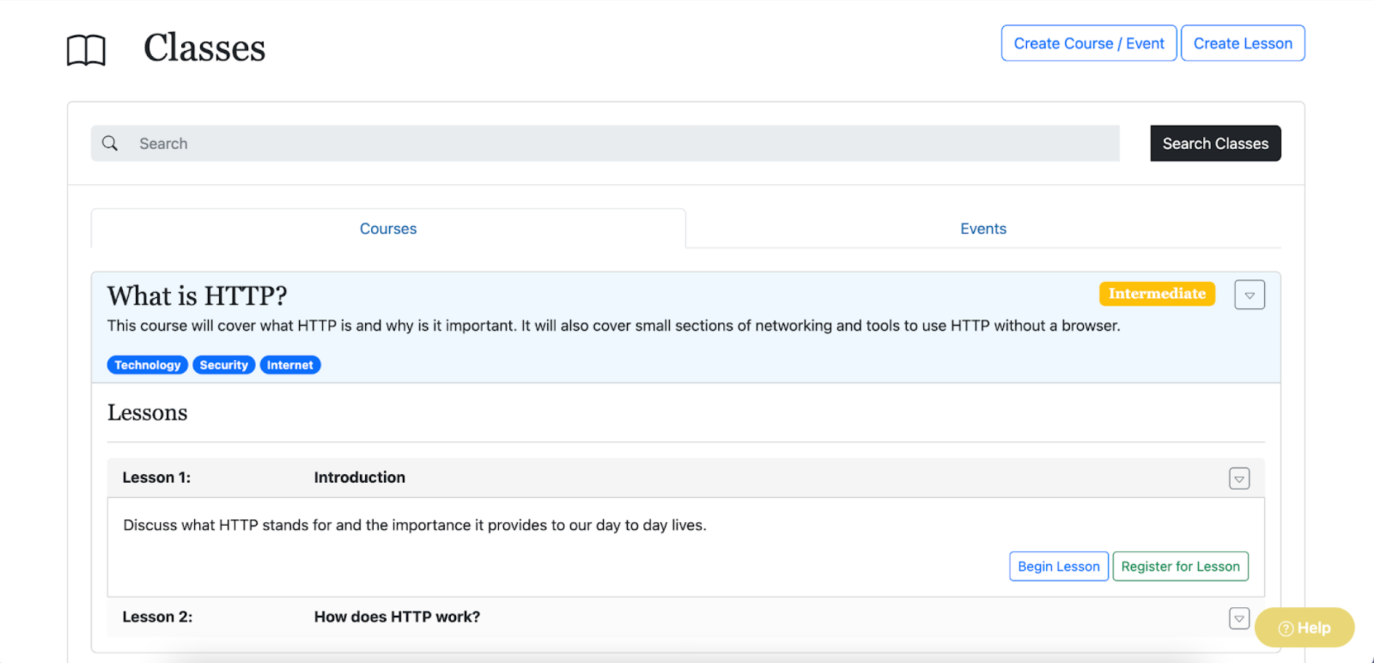 Classes
Create Course / Event
Create Lesson
Search
Search Classes
Courses
Events
What is HTTP?
Intermediate
This course will cover what HTTP is and why is it important. It will also cover small sections of networking and tools to use HTTP without a browser.
Technology
Security
Internet
Lessons
Lesson 1: Introduction
Discuss what HTTP stands for and the importance it provides to our day to day lives.
Begin Lesson
Register for Lesson
Lesson 2: How does HTTP work?
Help